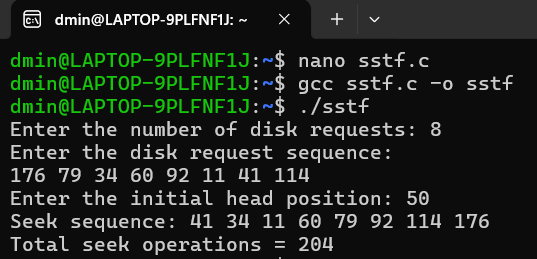 dmin@LAPTOP-9PLFNF1J: ~
dmin@LAPTOP-9PLFNF1J:~$ nano sstf.c
dmin@LAPTOP-9PLFNF1J:~$ gcc sstf.c -o sstf
dmin@LAPTOP-9PLFNF1J:~$ ./sstf
Enter the number of disk requests: 8
Enter the disk request sequence:
176 79 34 60 92 11 41 114
Enter the initial head position: 50
Seek sequence: 41 34 11 60 79 92 114 176
Total seek operations = 204